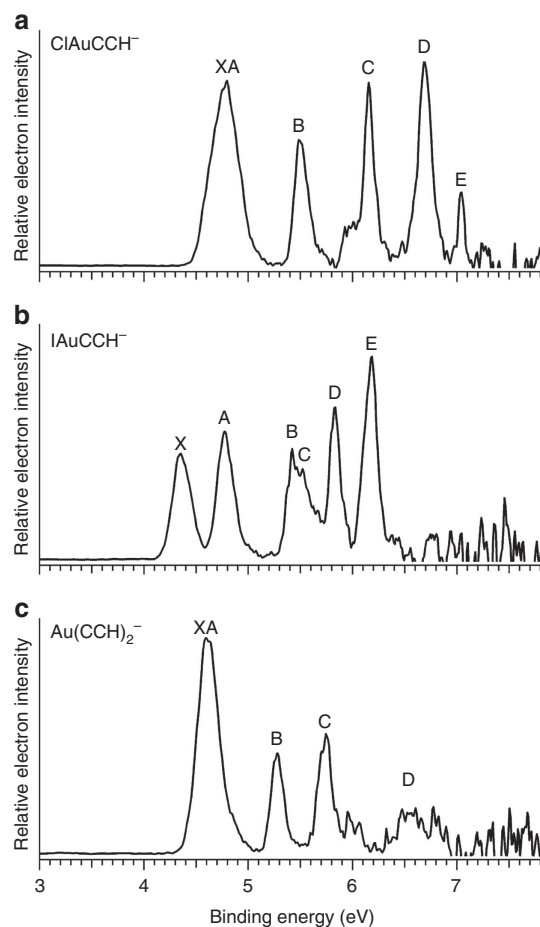 a
ClAuCCH⁻
XA
B
C
D
E
Relative electron intensity
b
IAuCCH⁻
X
A
B
C
D
E
Relative electron intensity
c
Au(CCH)₂⁻
XA
B
C
D
Relative electron intensity
3 4 5 6 7
Binding energy (eV)